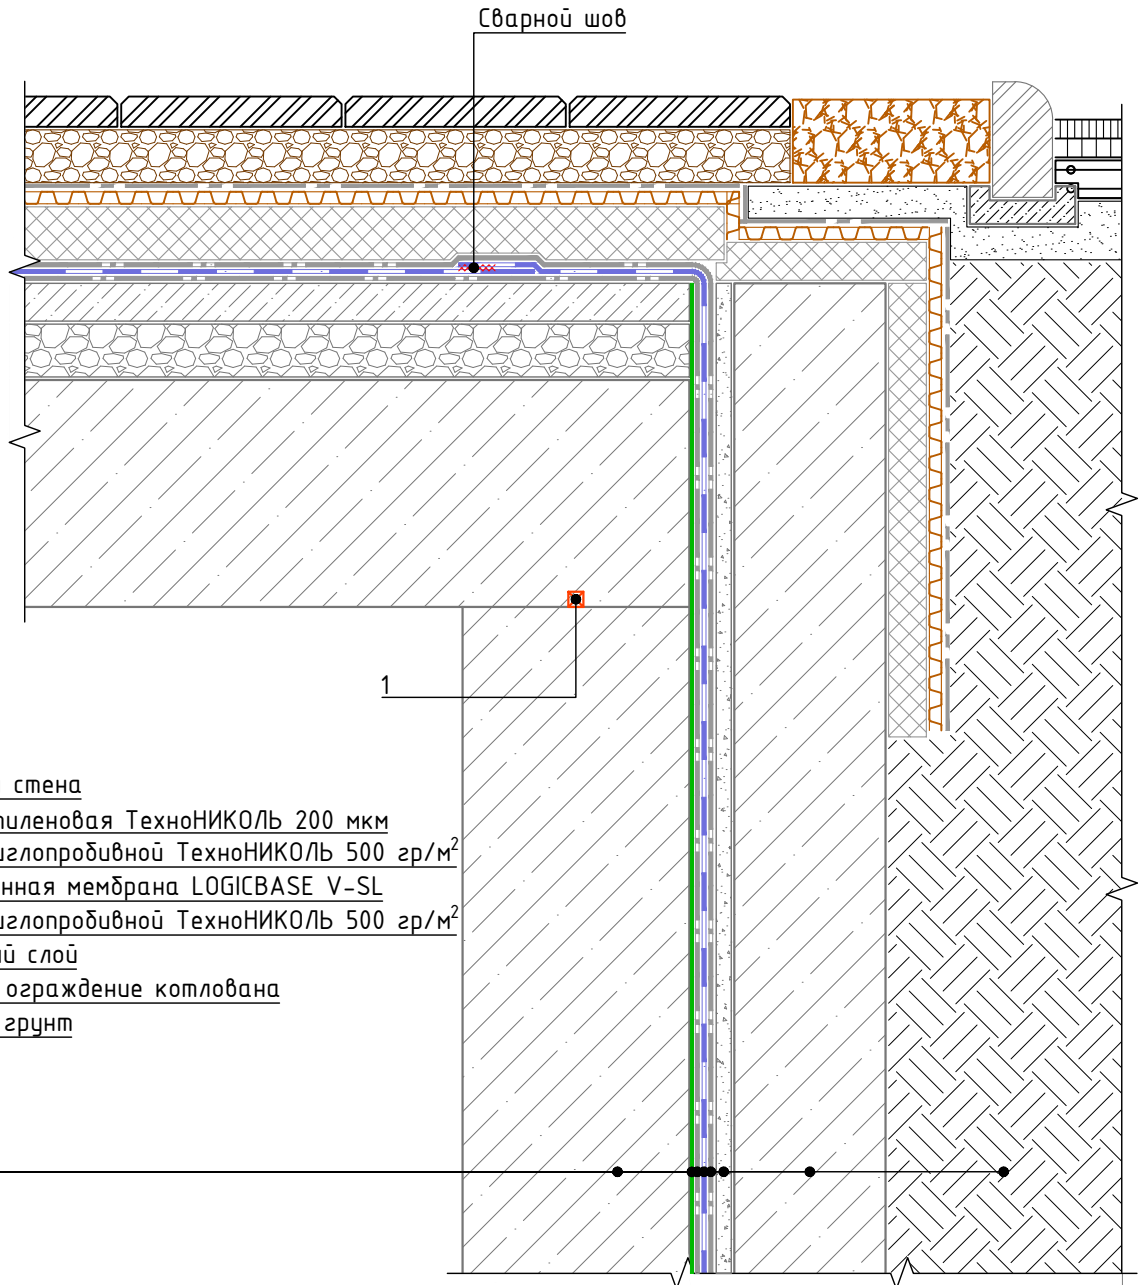 Сварной шов
1
стена
тиленовая ТехноНИКОЛЬ 200 мкм
иглопробивной ТехноНИКОЛЬ 500 гр/м²
нная мембрана LOGICBASE V-SL
иглопробивной ТехноНИКОЛЬ 500 гр/м²
й слой
ограждение котлована
грунт